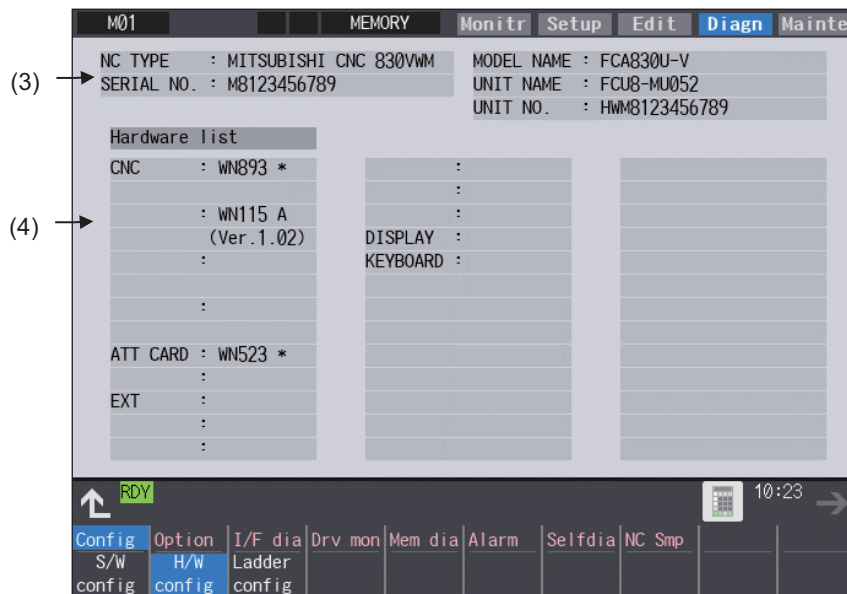 M01 MEMORY Monitr Setup Edit Diagn Mainte
(3)
NC TYPE : MITSUBISHI CNC 830VWM MODEL NAME : FCA830U-V
SERIAL NO. : M8123456789 UNIT NAME : FCU8-MU052
UNIT NO. : HWM8123456789
Hardware list
CNC : WN893 * :
:
(4)
: WN115 A :
(Ver.1.02) DISPLAY :
: KEYBOARD :
:
ATT CARD : WN523 *
:
EXT :
:
:
RDY 10:23
Config Option I/F dia Drv mon Mem dia Alarm Selfdia NC Smp
S/W H/W Ladder
config config config